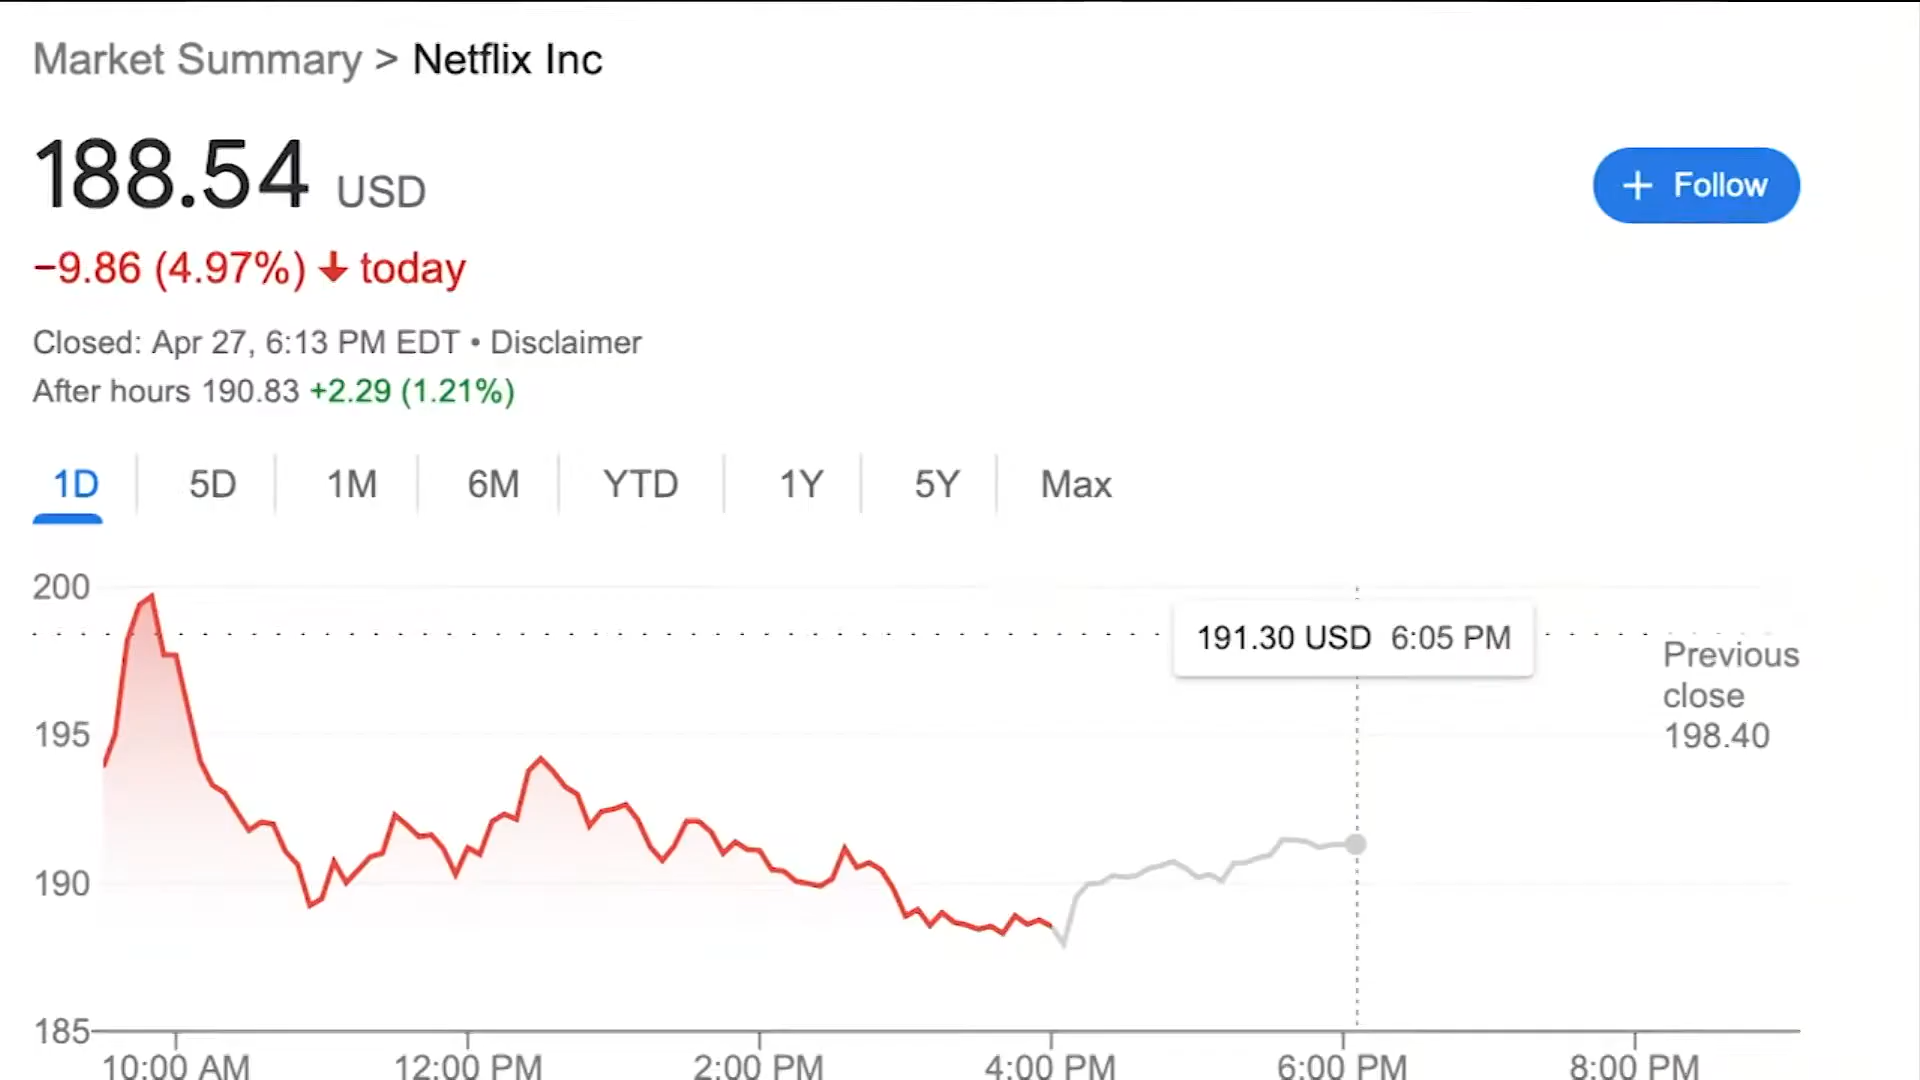 Market Summary > Netflix Inc
188.54 USD
+ Follow
−9.86 (4.97%) ↓ today
Closed: Apr 27, 6:13 PM EDT • Disclaimer
After hours 190.83 +2.29 (1.21%)
1D 5D 1M 6M YTD 1Y 5Y Max
200
191.30 USD 6:05 PM
Previous
close
198.40
195
190
185
10:00 AM 12:00 PM 2:00 PM 4:00 PM 6:00 PM 8:00 PM